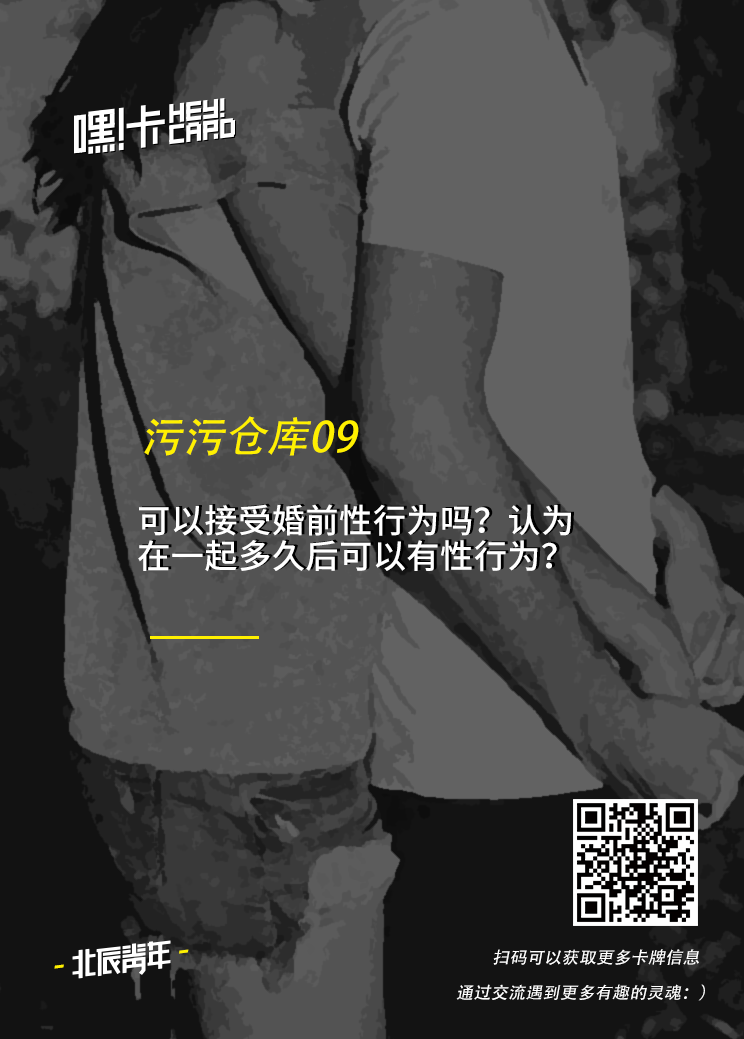 嘿!卡 HEY! CARD
污污仓库09
可以接受婚前性行为吗？认为
在一起多久后可以有性行为？
-北辰青年-
扫码可以获取更多卡牌信息
通过交流遇到更多有趣的灵魂：）